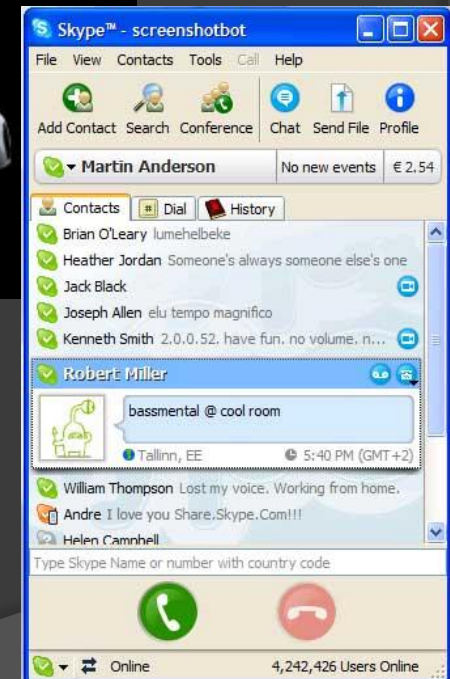 Skype™ - screenshotbot
File View Contacts Tools Call Help
Add Contact Search Conference Chat Send File Profile
Martin Anderson No new events € 2.54
Contacts Dial History
Brian O'Leary lumehelbeke
Heather Jordan Someone's always someone else's one
Jack Black
Joseph Allen elu tempo magnifico
Kenneth Smith 2.0.0.52. have fun. no volume. n...
Robert Miller
bassmental @ cool room
Tallinn, EE 5:40 PM (GMT+2)
William Thompson Lost my voice. Working from home.
Andre I love you Share.Skype.Com!!!
Helen Campbell
Type Skype Name or number with country code
Online 4,242,426 Users Online